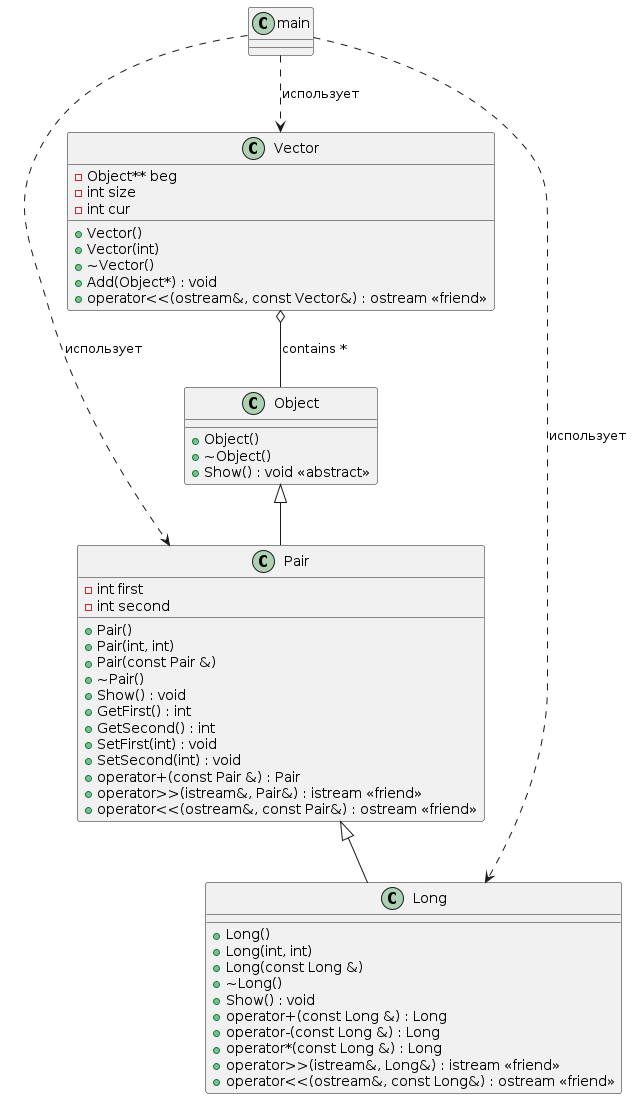 main
использует
Vector
Object** beg
int size
int cur
Vector()
Vector(int)
~Vector()
Add(Object*) : void
operator<<(ostream&, const Vector&) : ostream «friend»
использует
contains *
Object
Object()
~Object()
Show() : void «abstract»
использует
Pair
int first
int second
Pair()
Pair(int, int)
Pair(const Pair &)
~Pair()
Show() : void
GetFirst() : int
GetSecond() : int
SetFirst(int) : void
SetSecond(int) : void
operator+(const Pair &) : Pair
operator>>(istream&, Pair&) : istream «friend»
operator<<(ostream&, const Pair&) : ostream «friend»
Long
Long()
Long(int, int)
Long(const Long &)
~Long()
Show() : void
operator+(const Long &) : Long
operator-(const Long &) : Long
operator*(const Long &) : Long
operator>>(istream&, Long&) : istream «friend»
operator<<(ostream&, const Long&) : ostream «friend»